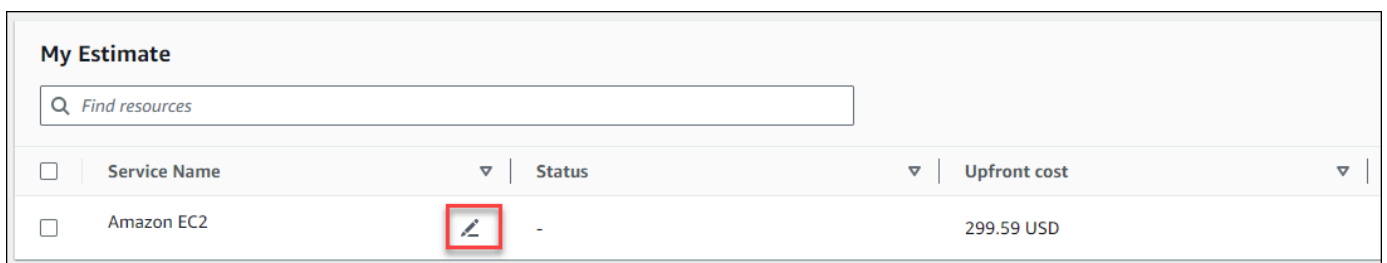 My Estimate
Find resources
Service Name Status Upfront cost
Amazon EC2 - 299.59 USD